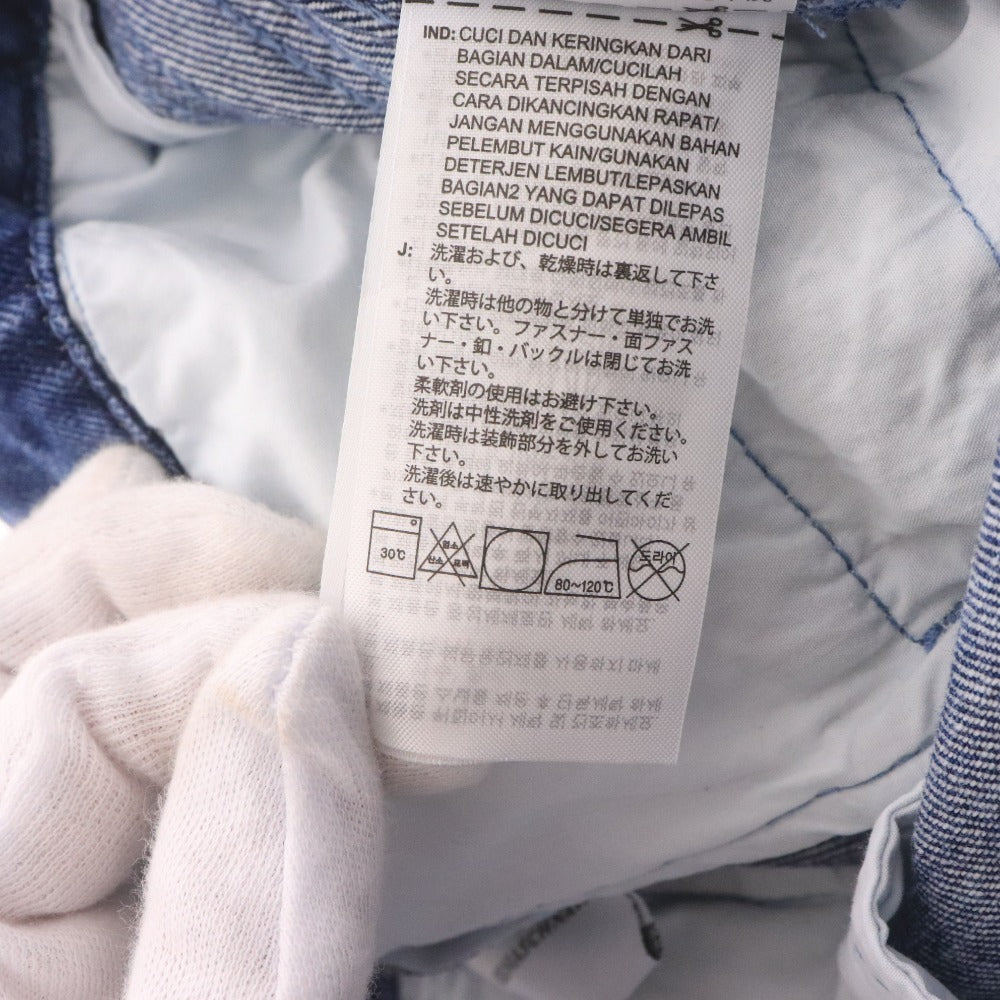 IND: CUCI DAN KERINGKAN DARI
BAGIAN DALAM/CUCILAH
SECARA TERPISAH DENGAN
CARA DIKANCINGKAN RAPAT/
JANGAN MENGGUNAKAN BAHAN
PELEMBUT KAIN/GUNAKAN
DETERJEN LEMBUT/LEPASKAN
BAGIAN2 YANG DAPAT DILEPAS
SEBELUM DICUCI/SEGERA AMBIL
SETELAH DICUCI
J: 洗濯および、乾燥時は裏返して下さ
い。
洗濯時は他の物と分けて単独でお洗
い下さい。ファスナー・面ファス
ナー・釦・バックルは閉じてお洗
い下さい。
柔軟剤の使用はお避け下さい。
洗剤は中性洗剤をご使用ください。
洗濯時は装飾部分を外してお洗い
下さい。
洗濯後は速やかに取り出してくだ
さい。
30℃ 염소 산소 표백 80~120℃ 드라이